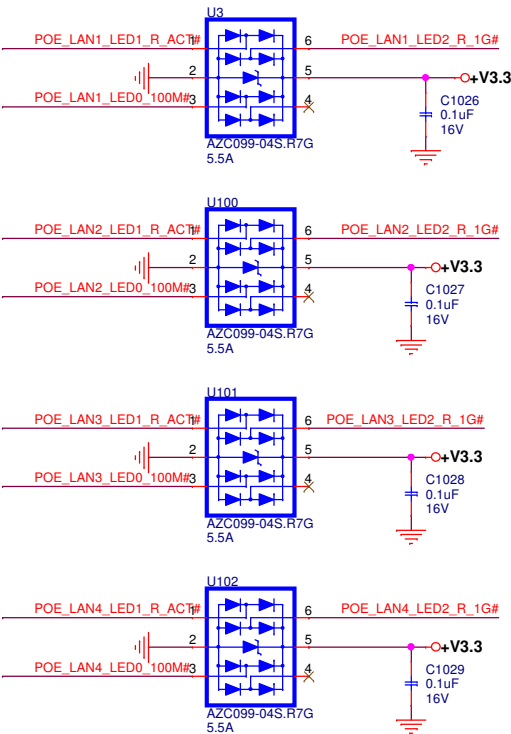 U3
POE_LAN1_LED1_R_ACT# 1 6 POE_LAN1_LED2_R_1G#
2 5 +V3.3
POE_LAN1_LED0_100M# 3 4
C1026
0.1uF
16V
AZC099-04S.R7G
5.5A
U100
POE_LAN2_LED1_R_ACT# 1 6 POE_LAN2_LED2_R_1G#
2 5 +V3.3
POE_LAN2_LED0_100M# 3 4
C1027
0.1uF
16V
AZC099-04S.R7G
5.5A
U101
POE_LAN3_LED1_R_ACT# 1 6 POE_LAN3_LED2_R_1G#
2 5 +V3.3
POE_LAN3_LED0_100M# 3 4
C1028
0.1uF
16V
AZC099-04S.R7G
5.5A
U102
POE_LAN4_LED1_R_ACT# 1 6 POE_LAN4_LED2_R_1G#
2 5 +V3.3
POE_LAN4_LED0_100M# 3 4
C1029
0.1uF
16V
AZC099-04S.R7G
5.5A